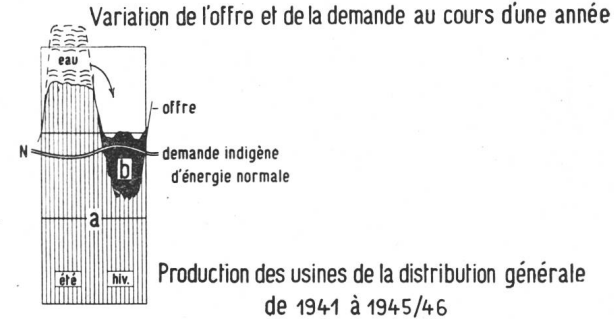 Variation de l'offre et de la demande au cours d'une année
eau
offre
N
demande indigène
d'énergie normale
b
a
été
hiv.
Production des usines de la distribution générale
de 1941 à 1945/46